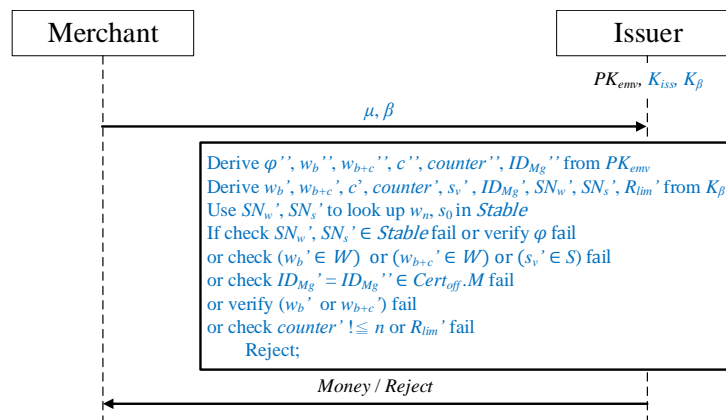 Merchant
Issuer
PKemv, Kiss, Kβ
μ, β
Derive φ’’, wb’’, wb+c’’, c’’, counter’’, IDMg’’ from PKemv
Derive wb’, wb+c’, c’, counter’, sv’ , IDMg’, SNw’, SNs’, Rlim’ from Kβ
Use SNw’, SNs’ to look up wn, s0 in Stable
If check SNw’, SNs’ ∈ Stable fail or verify φ fail
or check (wb’ ∈ W) or (wb+c’ ∈ W) or (sv’ ∈ S) fail
or check IDMg’ = IDMg’’ ∈ Certoff.M fail
or verify (wb’ or wb+c’) fail
or check counter’ !≦ n or Rlim’ fail
Reject;
Money / Reject